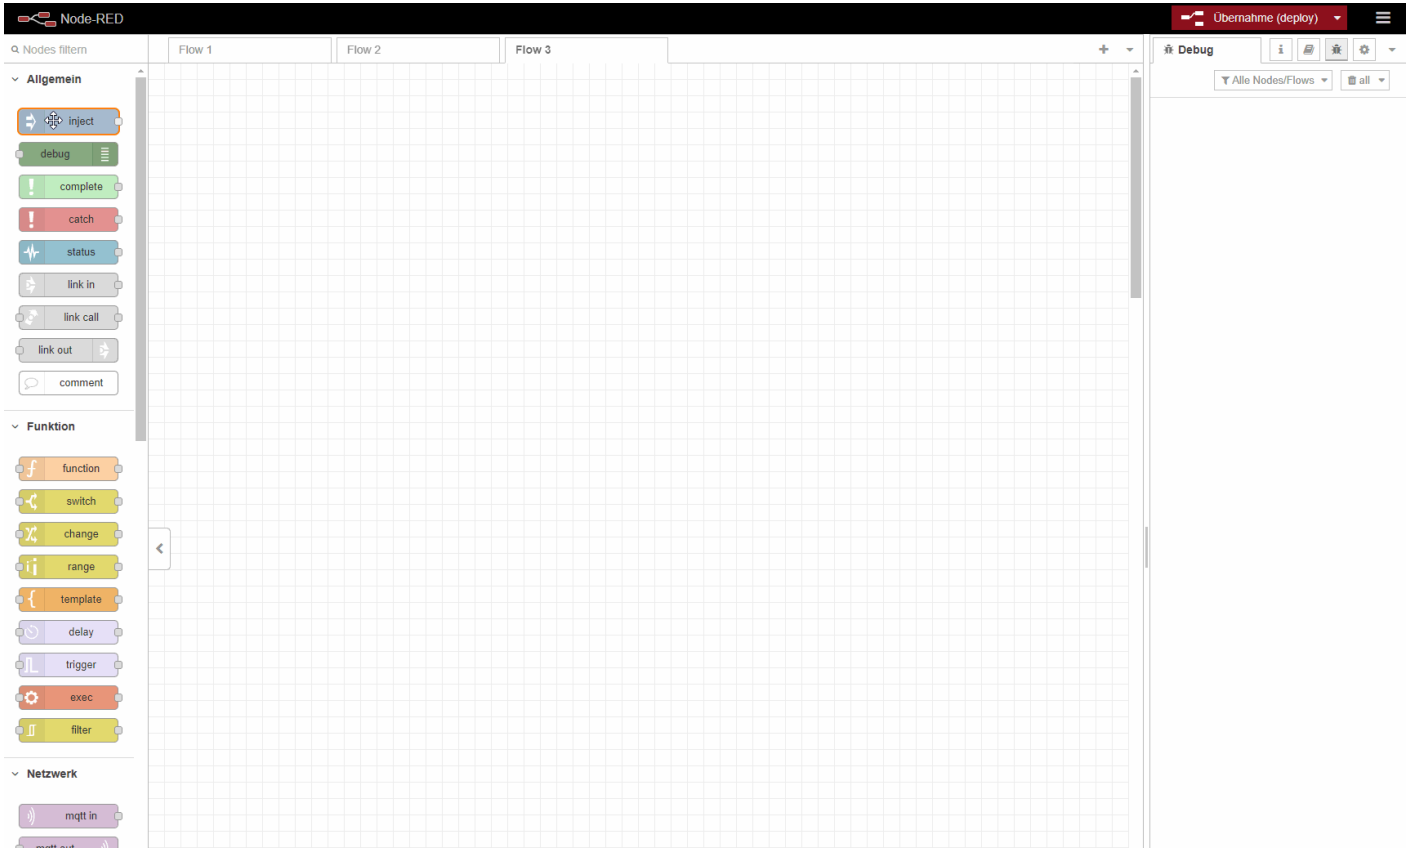 Node-RED
Übernahme (deploy)
Nodes filtern
Flow 1
Flow 2
Flow 3
Debug
Allgemein
Alle Nodes/Flows
all
inject
debug
complete
catch
status
link in
link call
link out
comment
Funktion
function
switch
change
range
template
delay
trigger
exec
filter
Netzwerk
mqtt in
mqtt out